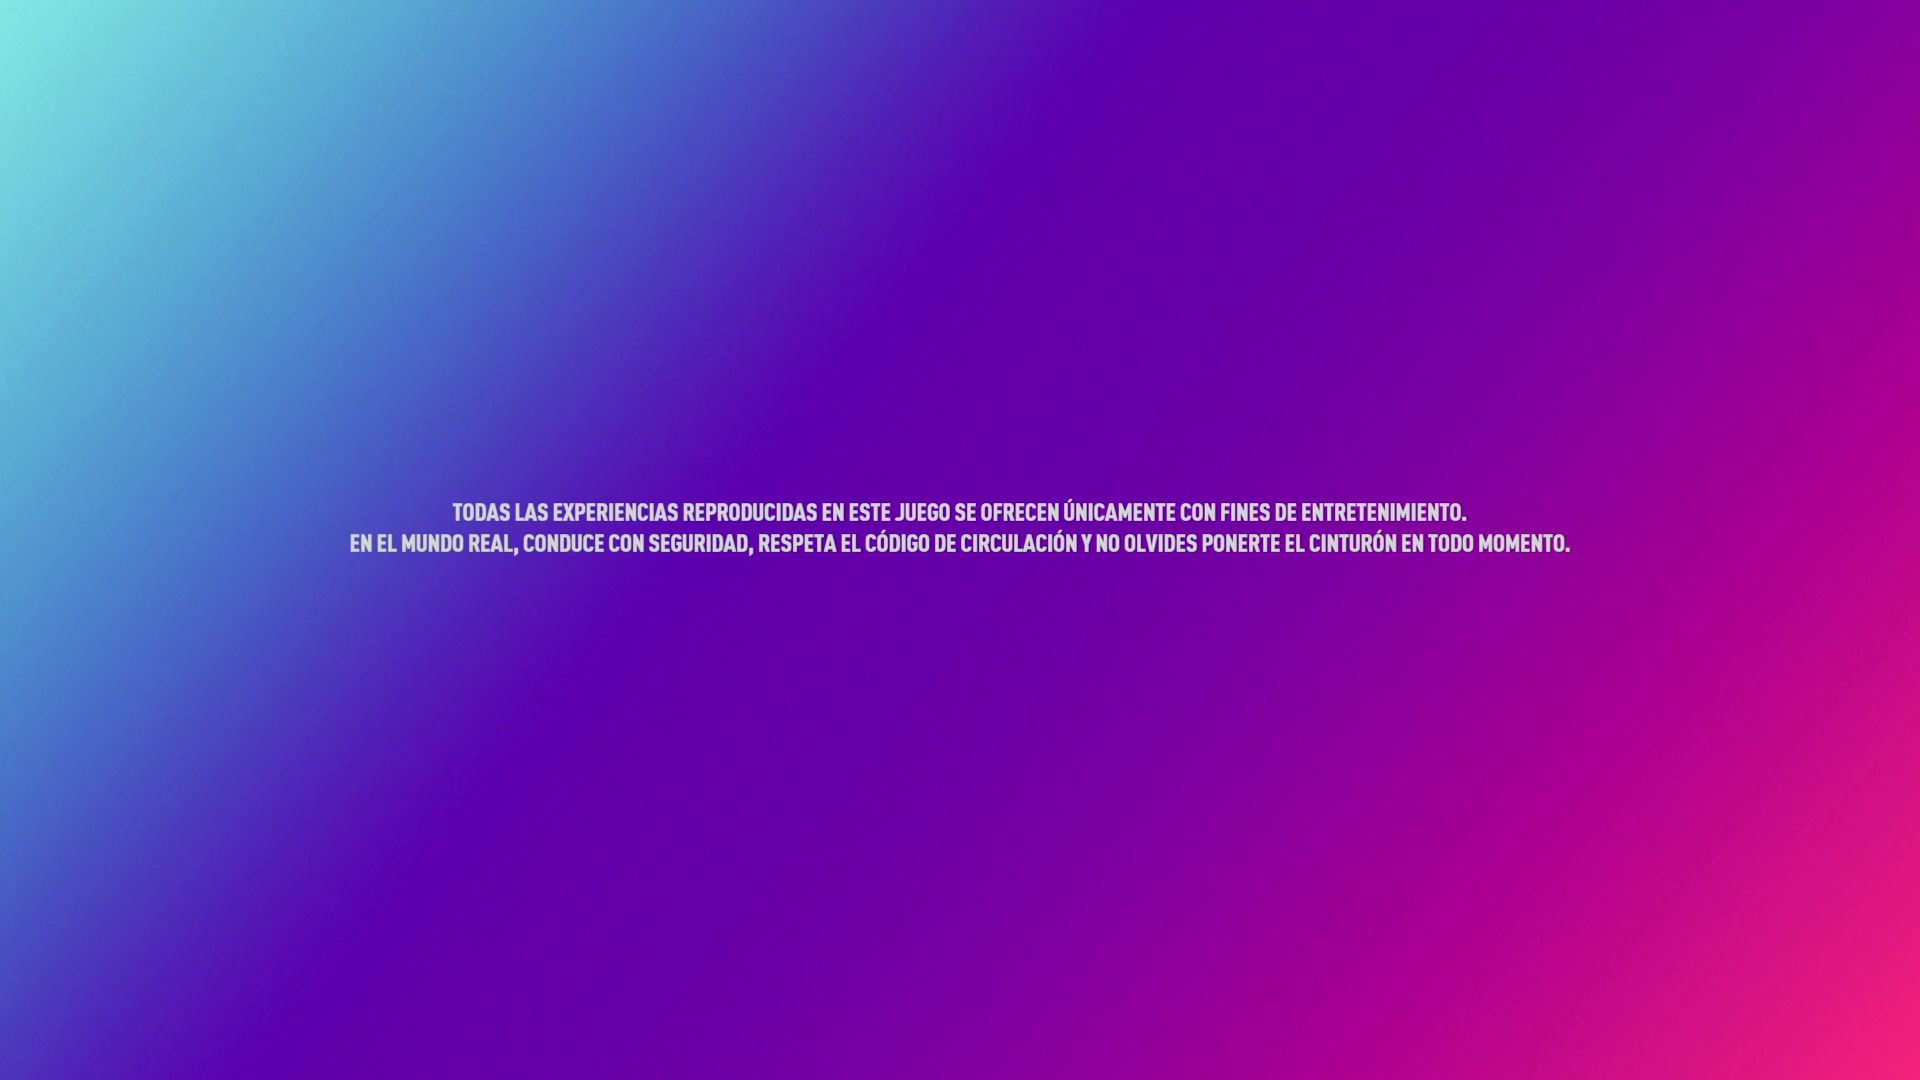 TODAS LAS EXPERIENCIAS REPRODUCIDAS EN ESTE JUEGO SE OFRECEN ÚNICAMENTE CON FINES DE ENTRETENIMIENTO.
EN EL MUNDO REAL, CONDUCE CON SEGURIDAD, RESPETA EL CÓDIGO DE CIRCULACIÓN Y NO OLVIDES PONERTE EL CINTURÓN EN TODO MOMENTO.